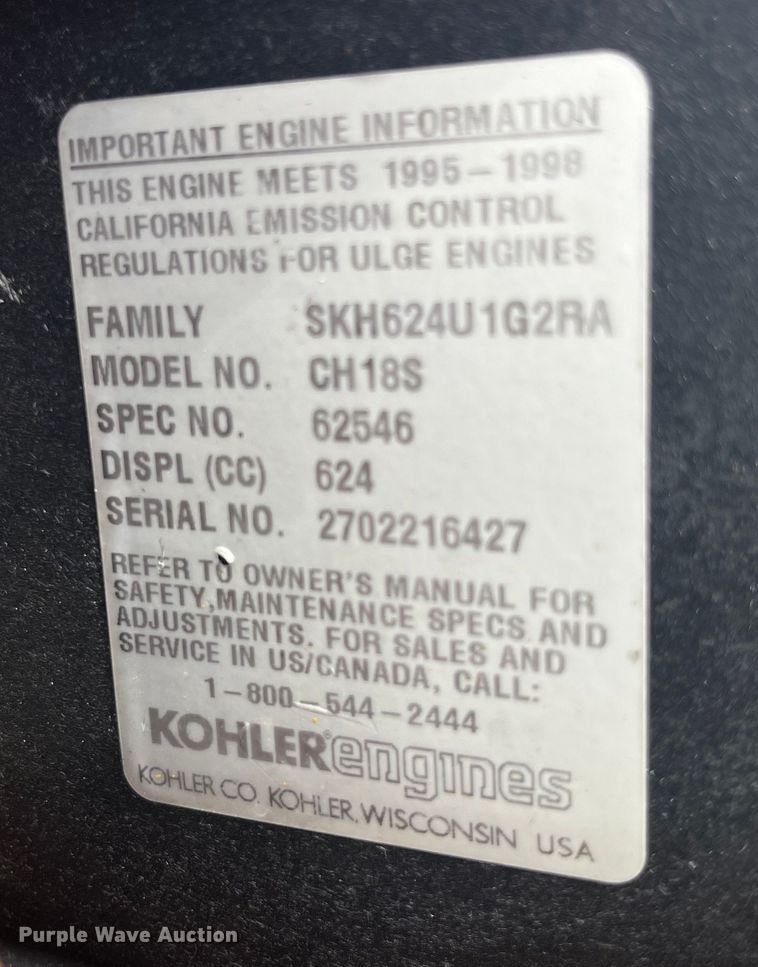 IMPORTANT ENGINE INFORMATION
THIS ENGINE MEETS 1995-1998
CALIFORNIA EMISSION CONTROL
REGULATIONS FOR ULGE ENGINES
FAMILY SKH624U1G2RA
MODEL NO. CH18S
SPEC NO. 62546
DISPL (CC) 624
SERIAL NO. 2702216427
REFER TO OWNER'S MANUAL FOR
SAFETY, MAINTENANCE SPECS AND
ADJUSTMENTS. FOR SALES AND
SERVICE IN US/CANADA, CALL:
1-800-544-2444
KOHLER® engines
KOHLER CO. KOHLER, WISCONSIN USA
Purple Wave Auction